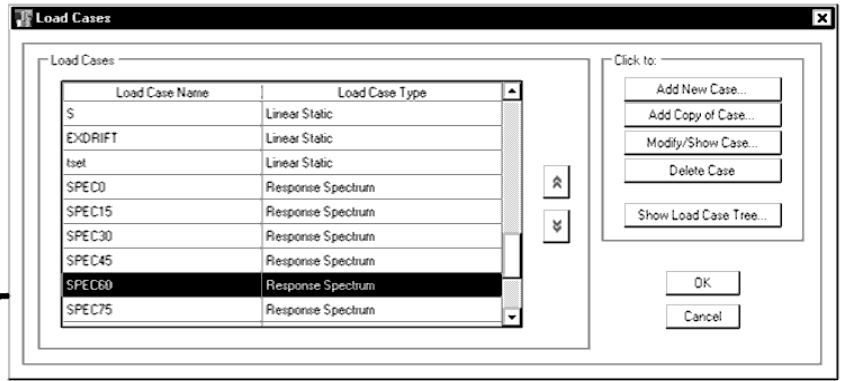 Load Cases
Load Cases
Load Case Name Load Case Type
S Linear Static
EXDRIFT Linear Static
tset Linear Static
SPEC0 Response Spectrum
SPEC15 Response Spectrum
SPEC30 Response Spectrum
SPEC45 Response Spectrum
SPEC60 Response Spectrum
SPEC75 Response Spectrum
Click to:
Add New Case...
Add Copy of Case...
Modify/Show Case...
Delete Case
Show Load Case Tree...
OK
Cancel